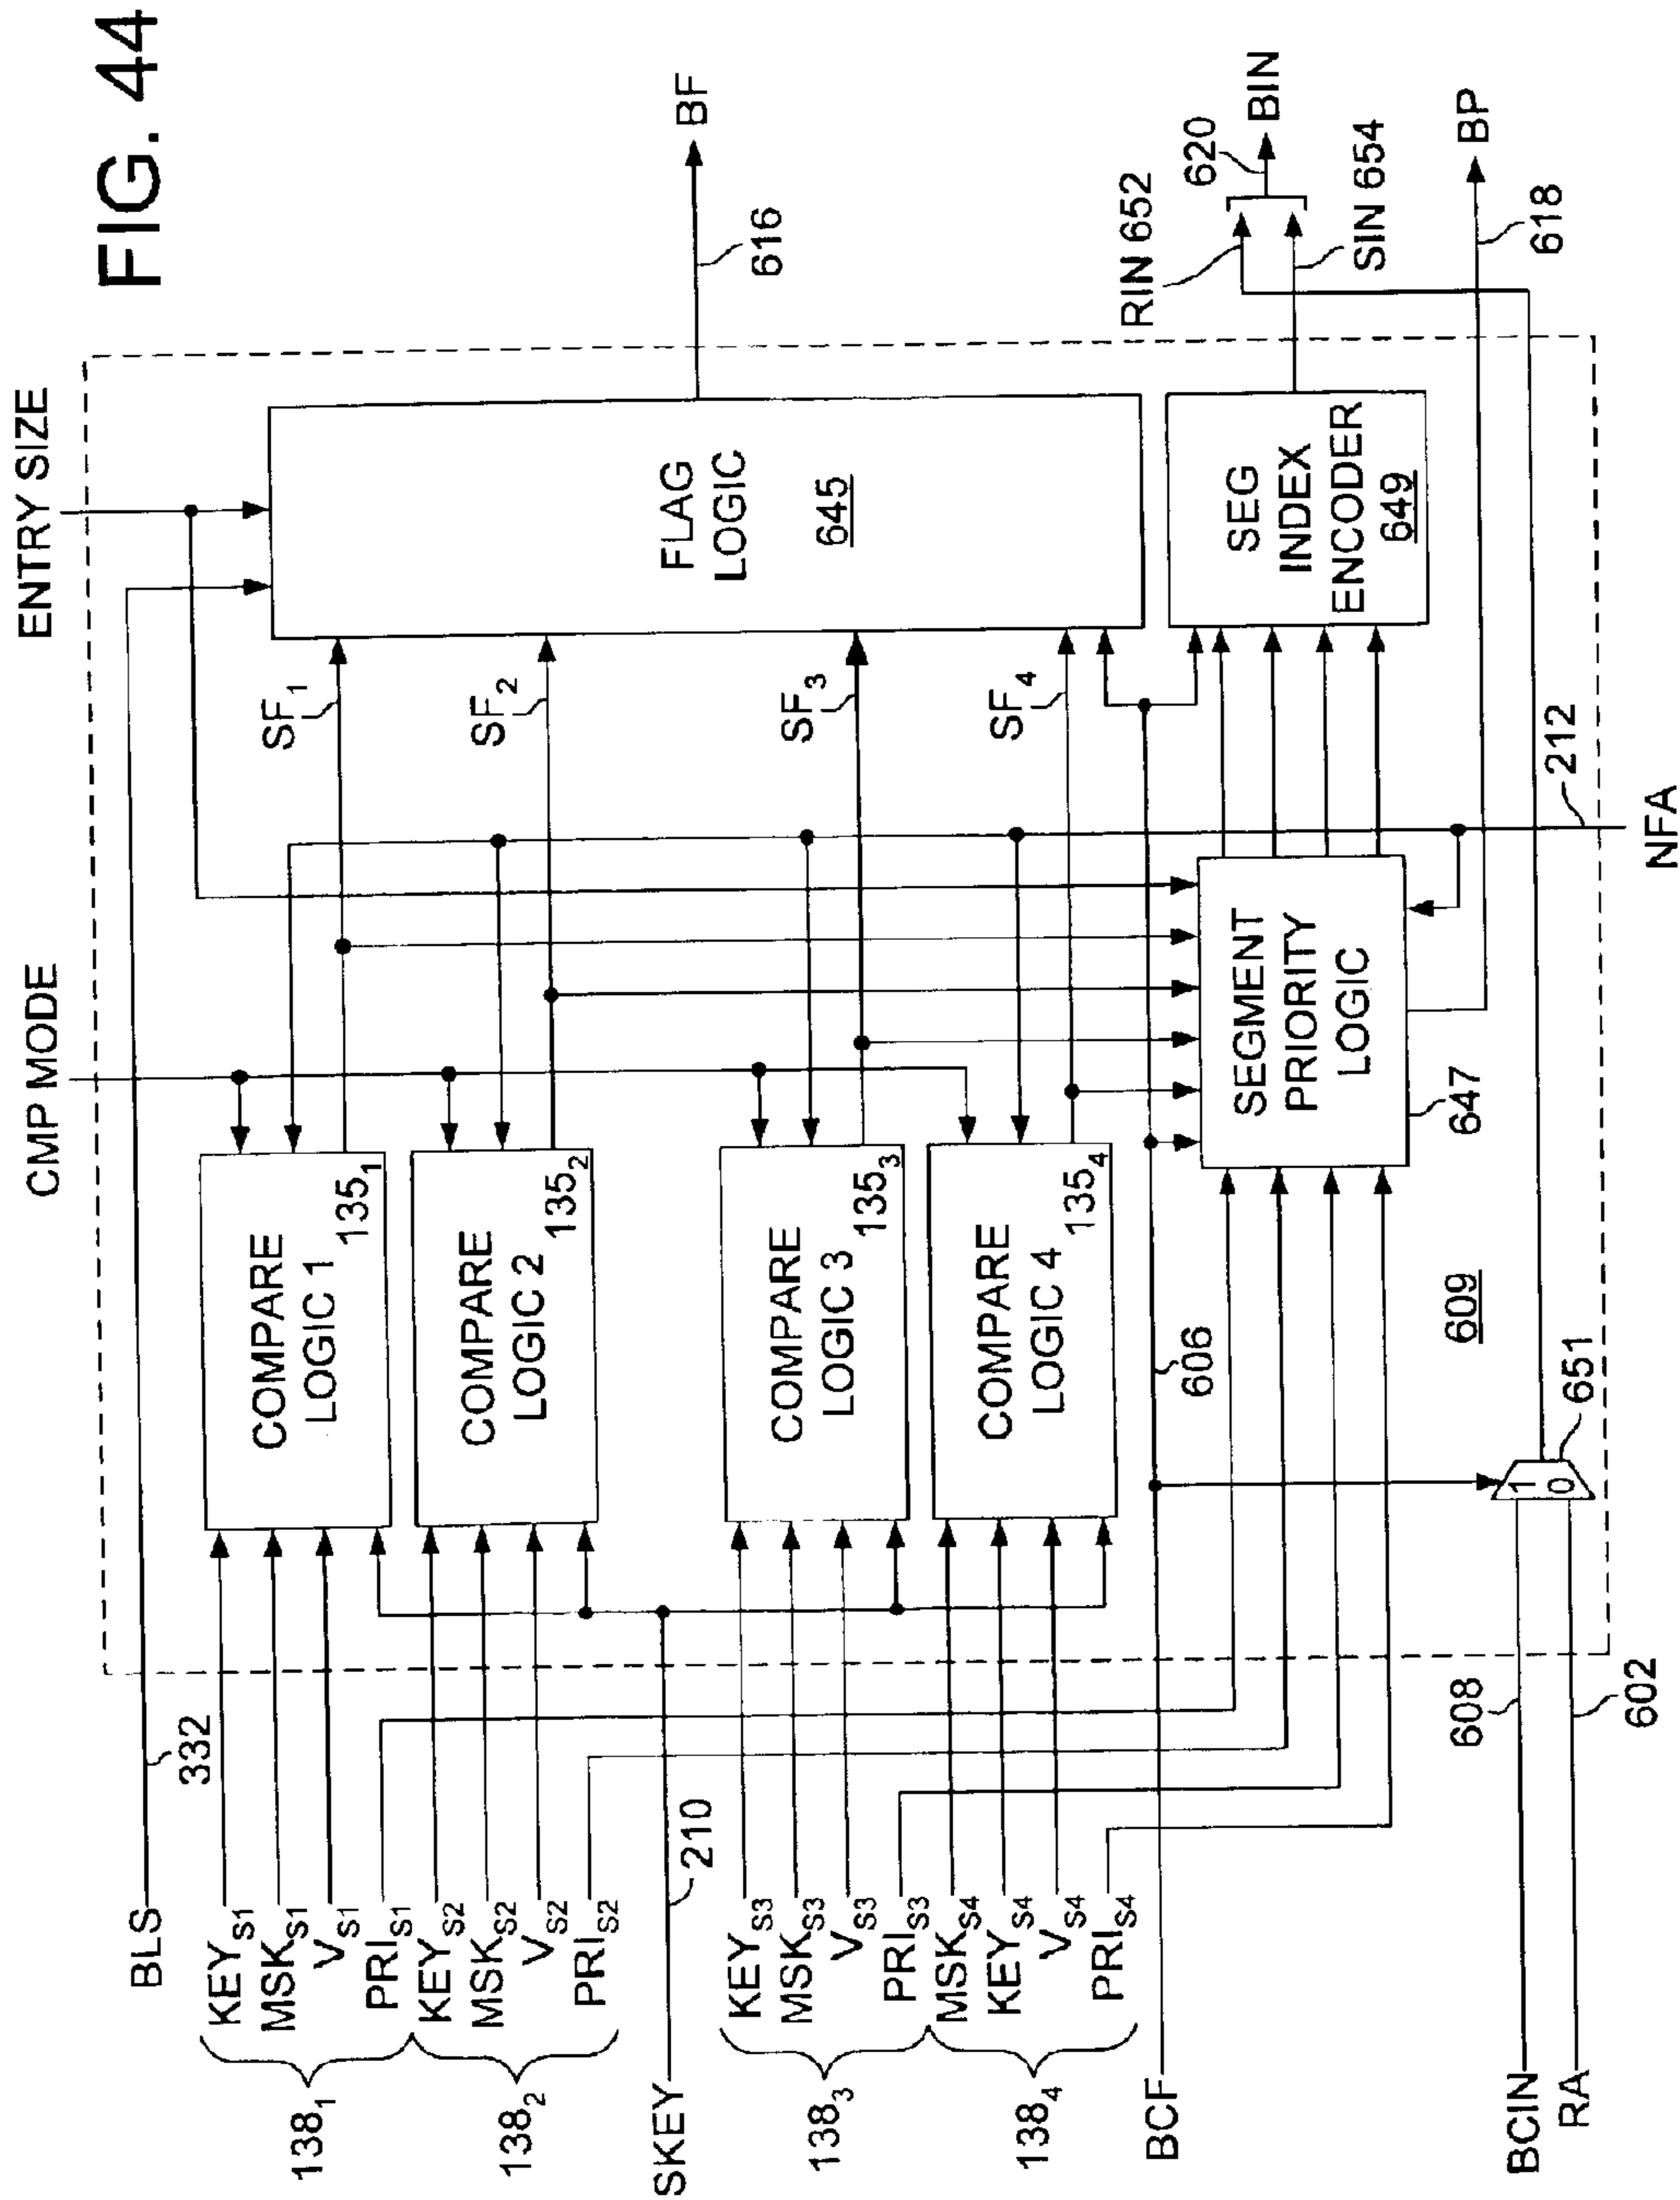 FIG. 44
CMP MODE
ENTRY SIZE
BLS
332
KEYS1
MSKS1
VS1
PRIS1
1381
KEYS2
MSKS2
VS2
PRIS2
1382
SKEY
210
KEYS3
MSKS3
VS3
PRIS3
1383
MSKS4
KEYS4
VS4
PRIS4
1384
BCF
606
BCIN
608
RA
602
COMPARE
LOGIC 1
1351
COMPARE
LOGIC 2
1352
COMPARE
LOGIC 3
1353
COMPARE
LOGIC 4
1354
SF1
SF2
SF3
SF4
FLAG
LOGIC
645
616
BF
SEGMENT
PRIORITY
LOGIC
647
SEG
INDEX
ENCODER
649
1
0
651
609
RIN 652
620
BIN
SIN 654
BP
618
212
NFA